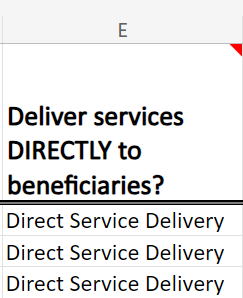 E
Deliver services
DIRECTLY to
beneficiaries?
Direct Service Delivery
Direct Service Delivery
Direct Service Delivery